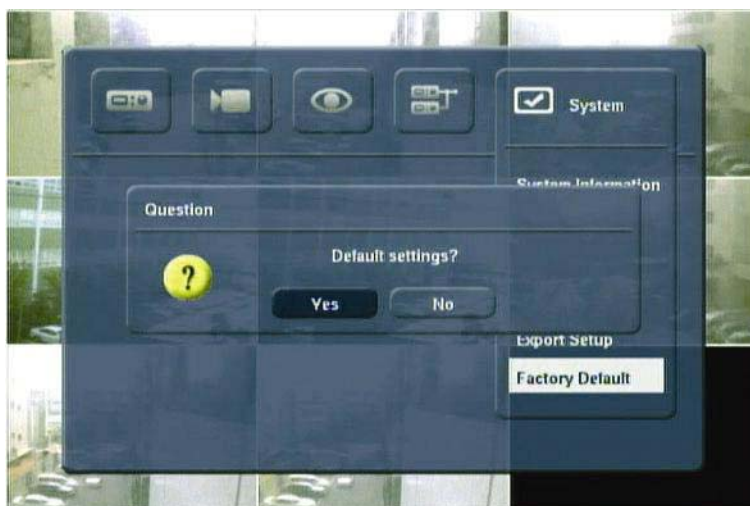 System
System Information
Question
Default settings?
Yes
No
Export Setup
Factory Default